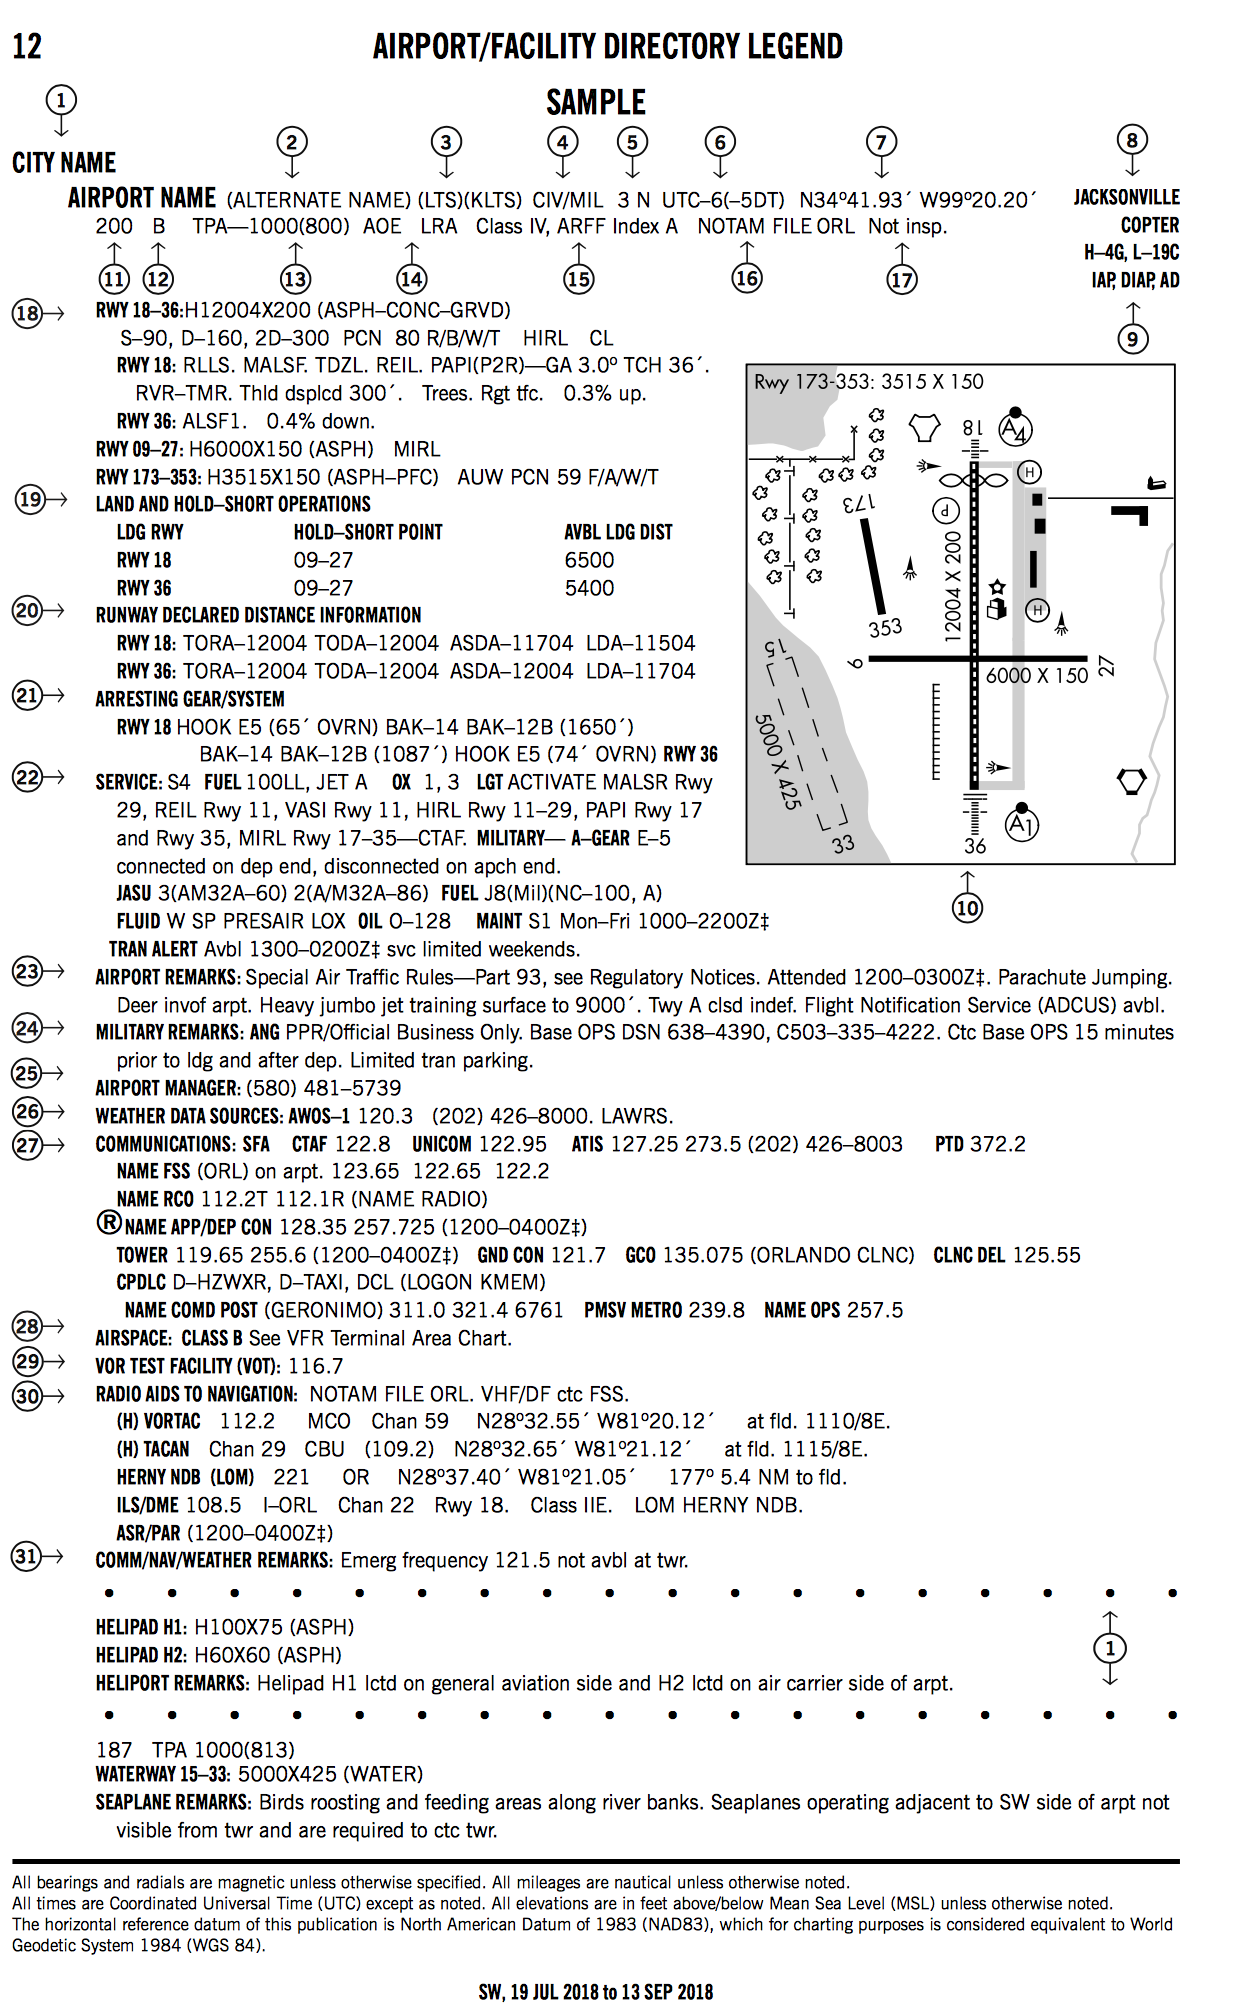 12
AIRPORT/FACILITY DIRECTORY LEGEND
SAMPLE
1
2 3 4 5 6 7 8
CITY NAME
AIRPORT NAME (ALTERNATE NAME) (LTS)(KLTS) CIV/MIL 3 N UTC–6(–5DT) N34º41.93´ W99º20.20´
200 B TPA—1000(800) AOE LRA Class IV, ARFF Index A NOTAM FILE ORL Not insp.
JACKSONVILLE
COPTER
H–4G, L–19C
IAP, DIAP, AD
11 12 13 14 15 16 17
9
18
RWY 18–36:H12004X200 (ASPH–CONC–GRVD)
S–90, D–160, 2D–300 PCN 80 R/B/W/T HIRL CL
RWY 18: RLLS. MALSF. TDZL. REIL. PAPI(P2R)—GA 3.0º TCH 36´.
RVR–TMR. Thld dsplcd 300´. Trees. Rgt tfc. 0.3% up.
RWY 36: ALSF1. 0.4% down.
RWY 09–27: H6000X150 (ASPH) MIRL
RWY 173–353: H3515X150 (ASPH–PFC) AUW PCN 59 F/A/W/T
19
LAND AND HOLD–SHORT OPERATIONS
LDG RWY HOLD–SHORT POINT AVBL LDG DIST
RWY 18 09–27 6500
RWY 36 09–27 5400
20
RUNWAY DECLARED DISTANCE INFORMATION
RWY 18: TORA–12004 TODA–12004 ASDA–11704 LDA–11504
RWY 36: TORA–12004 TODA–12004 ASDA–12004 LDA–11704
21
ARRESTING GEAR/SYSTEM
RWY 18 HOOK E5 (65´ OVRN) BAK–14 BAK–12B (1650´)
BAK–14 BAK–12B (1087´) HOOK E5 (74´ OVRN) RWY 36
Rwy 173-353: 3515 X 150
18
A4
H
173
P
12004 X 200
353
H
15
9
6000 X 150
27
5000 X 425
33
A1
36
10
22
SERVICE: S4 FUEL 100LL, JET A OX 1, 3 LGT ACTIVATE MALSR Rwy
29, REIL Rwy 11, VASI Rwy 11, HIRL Rwy 11–29, PAPI Rwy 17
and Rwy 35, MIRL Rwy 17–35—CTAF. MILITARY— A–GEAR E–5
connected on dep end, disconnected on apch end.
JASU 3(AM32A–60) 2(A/M32A–86) FUEL J8(Mil)(NC–100, A)
FLUID W SP PRESAIR LOX OIL O–128 MAINT S1 Mon–Fri 1000–2200Z‡
TRAN ALERT Avbl 1300–0200Z‡ svc limited weekends.
23
AIRPORT REMARKS: Special Air Traffic Rules—Part 93, see Regulatory Notices. Attended 1200–0300Z‡. Parachute Jumping.
Deer invof arpt. Heavy jumbo jet training surface to 9000´. Twy A clsd indef. Flight Notification Service (ADCUS) avbl.
24
MILITARY REMARKS: ANG PPR/Official Business Only. Base OPS DSN 638–4390, C503–335–4222. Ctc Base OPS 15 minutes
prior to ldg and after dep. Limited tran parking.
25
AIRPORT MANAGER: (580) 481–5739
26
WEATHER DATA SOURCES: AWOS–1 120.3 (202) 426–8000. LAWRS.
27
COMMUNICATIONS: SFA CTAF 122.8 UNICOM 122.95 ATIS 127.25 273.5 (202) 426–8003 PTD 372.2
NAME FSS (ORL) on arpt. 123.65 122.65 122.2
NAME RCO 112.2T 112.1R (NAME RADIO)
Ⓡ NAME APP/DEP CON 128.35 257.725 (1200–0400Z‡)
TOWER 119.65 255.6 (1200–0400Z‡) GND CON 121.7 GCO 135.075 (ORLANDO CLNC) CLNC DEL 125.55
CPDLC D–HZWXR, D–TAXI, DCL (LOGON KMEM)
NAME COMD POST (GERONIMO) 311.0 321.4 6761 PMSV METRO 239.8 NAME OPS 257.5
28
AIRSPACE: CLASS B See VFR Terminal Area Chart.
29
VOR TEST FACILITY (VOT): 116.7
30
RADIO AIDS TO NAVIGATION: NOTAM FILE ORL. VHF/DF ctc FSS.
(H) VORTAC 112.2 MCO Chan 59 N28º32.55´ W81º20.12´ at fld. 1110/8E.
(H) TACAN Chan 29 CBU (109.2) N28º32.65´ W81º21.12´ at fld. 1115/8E.
HERNY NDB (LOM) 221 OR N28º37.40´ W81º21.05´ 177º 5.4 NM to fld.
ILS/DME 108.5 I–ORL Chan 22 Rwy 18. Class IIE. LOM HERNY NDB.
ASR/PAR (1200–0400Z‡)
31
COMM/NAV/WEATHER REMARKS: Emerg frequency 121.5 not avbl at twr.
HELIPAD H1: H100X75 (ASPH)
HELIPAD H2: H60X60 (ASPH)
1
HELIPORT REMARKS: Helipad H1 lctd on general aviation side and H2 lctd on air carrier side of arpt.
187 TPA 1000(813)
WATERWAY 15–33: 5000X425 (WATER)
SEAPLANE REMARKS: Birds roosting and feeding areas along river banks. Seaplanes operating adjacent to SW side of arpt not
visible from twr and are required to ctc twr.
All bearings and radials are magnetic unless otherwise specified. All mileages are nautical unless otherwise noted.
All times are Coordinated Universal Time (UTC) except as noted. All elevations are in feet above/below Mean Sea Level (MSL) unless otherwise noted.
The horizontal reference datum of this publication is North American Datum of 1983 (NAD83), which for charting purposes is considered equivalent to World
Geodetic System 1984 (WGS 84).
SW, 19 JUL 2018 to 13 SEP 2018